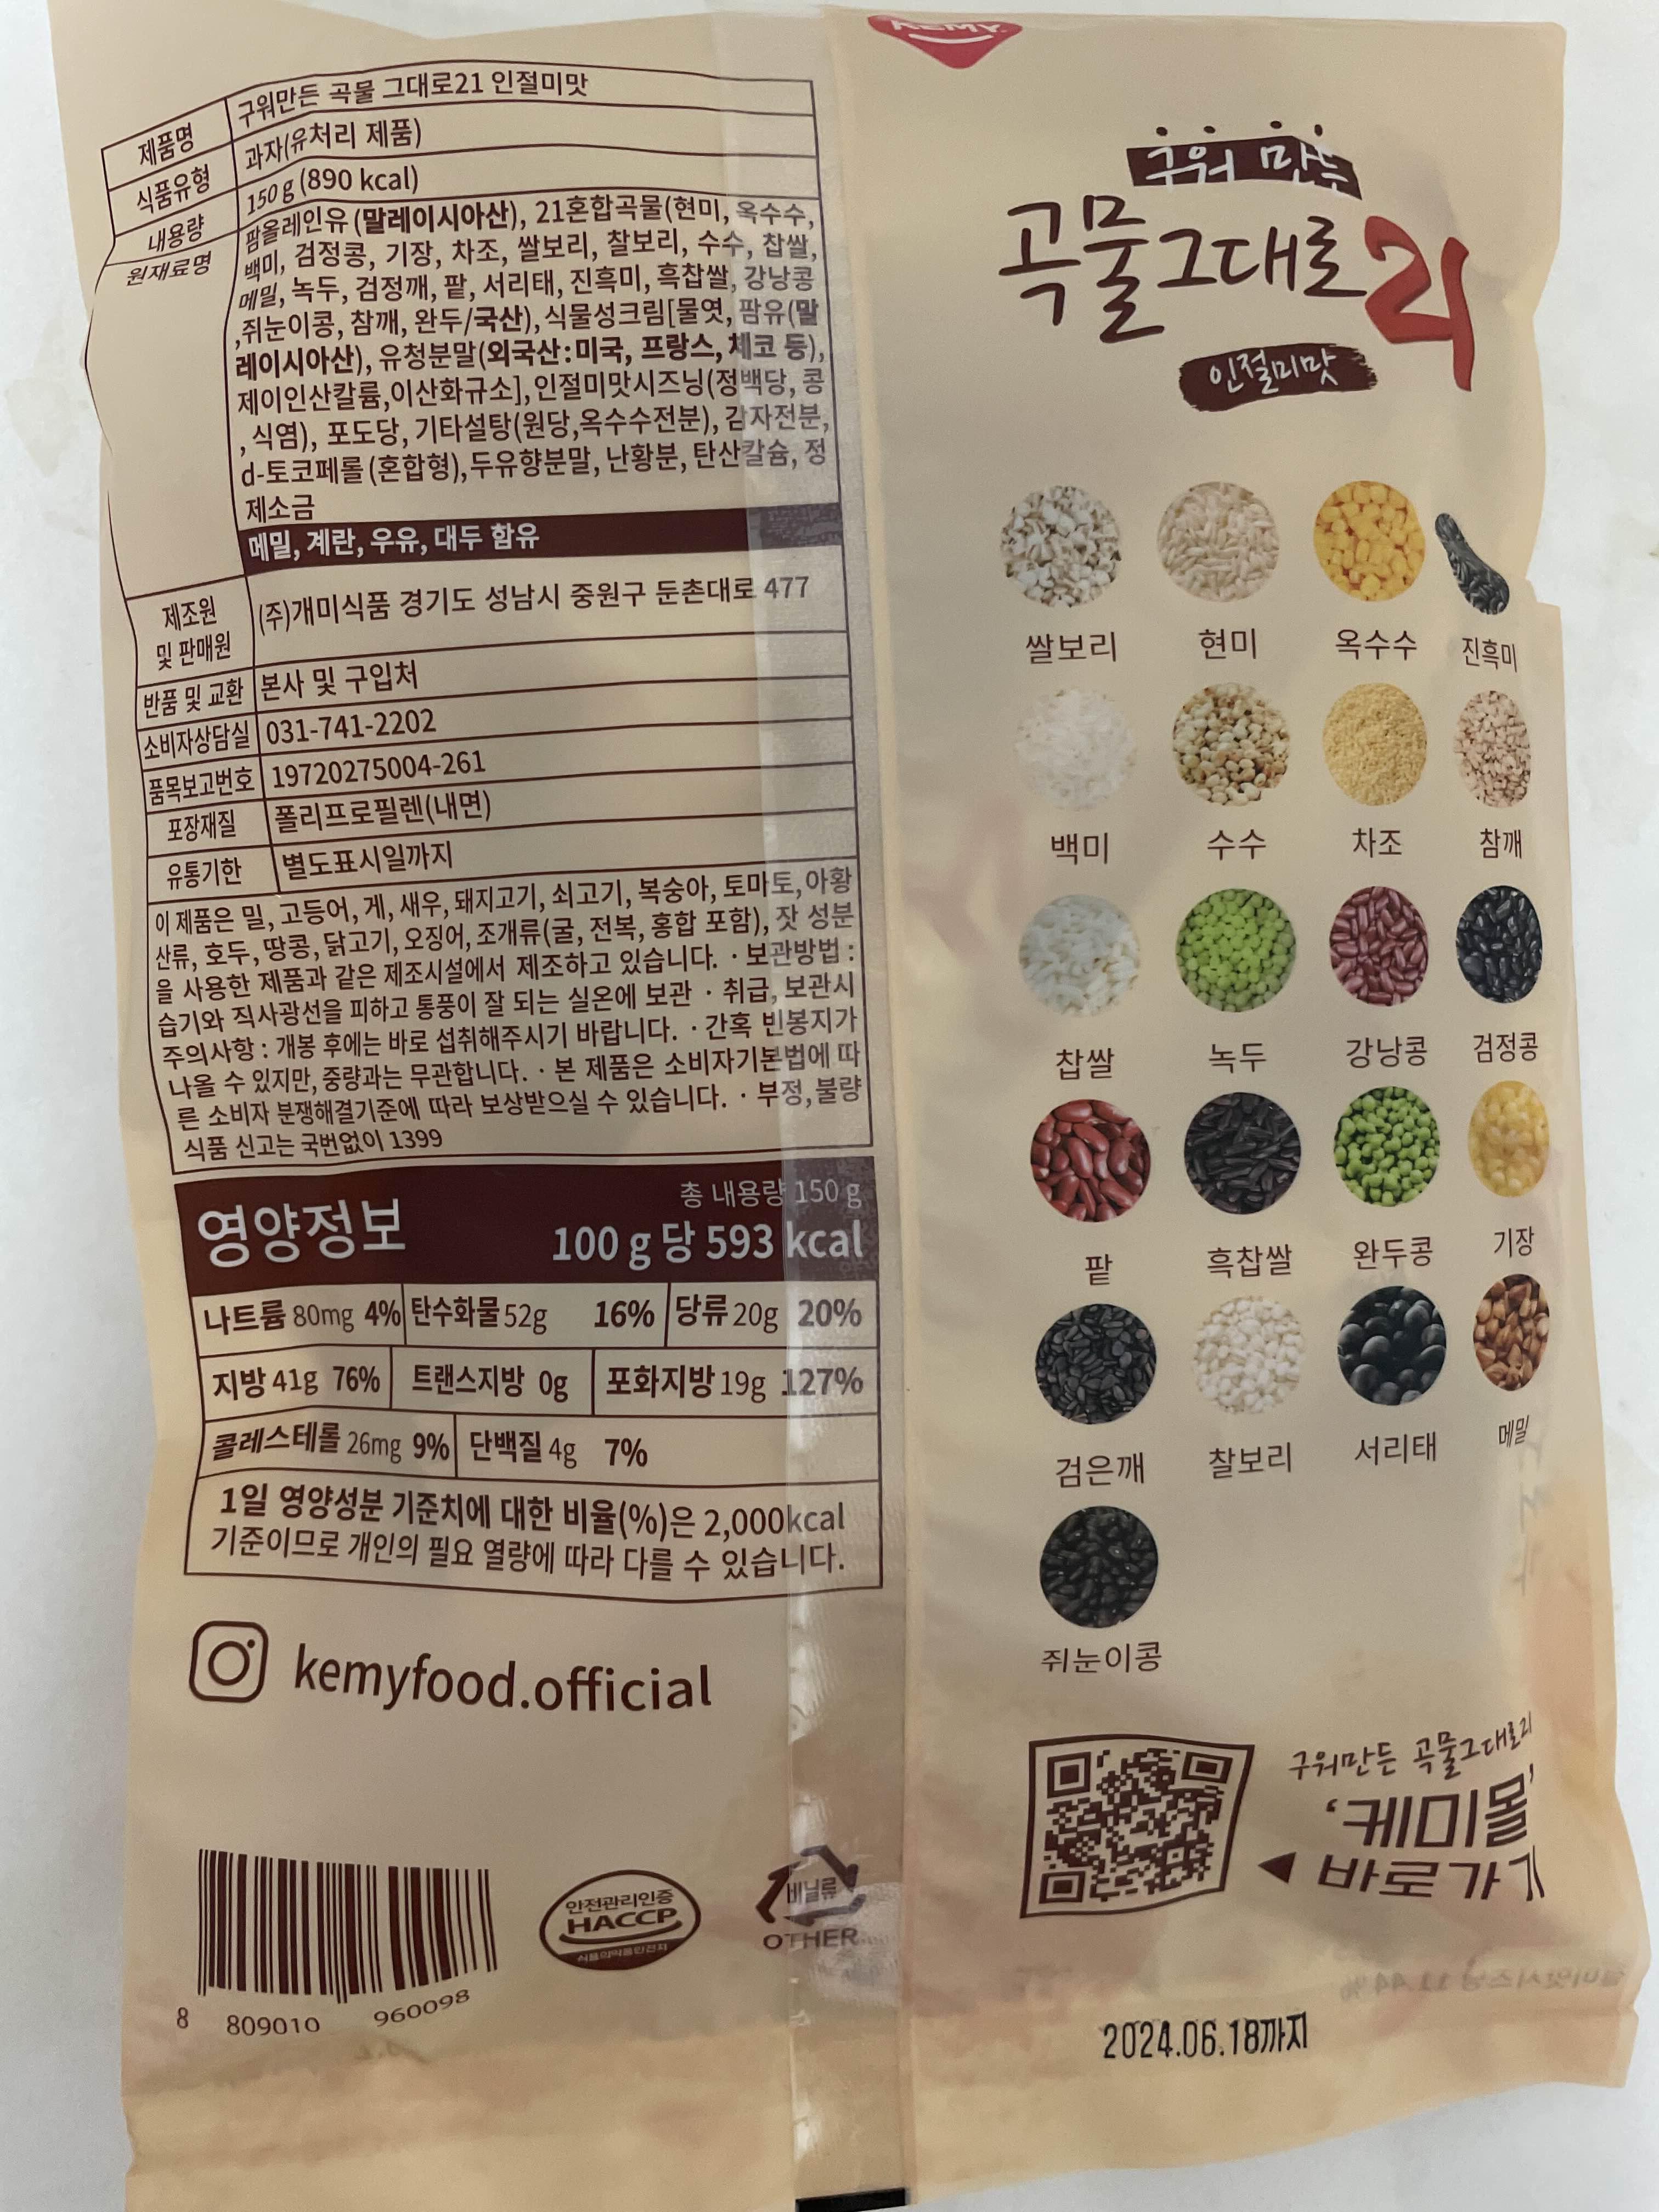 제품명 구워만든 곡물 그대로21 인절미맛
식품유형 과자(유처리 제품)
내용량 150 g (890 kcal)
원재료명 팜올레인유 (말레이시아산), 21혼합곡물(현미, 옥수수,
백미, 검정콩, 기장, 차조, 쌀보리, 찰보리, 수수, 찹쌀,
메밀, 녹두, 검정깨, 팥, 서리태, 진흑미, 흑찹쌀, 강낭콩
,쥐눈이콩, 참깨, 완두/국산), 식물성크림[물엿, 팜유(말
레이시아산), 유청분말(외국산:미국, 프랑스, 체코 등),
제이인산칼륨,이산화규소], 인절미맛시즈닝(정백당, 콩
, 식염), 포도당, 기타설탕(원당,옥수수전분), 감자전분,
d-토코페롤 (혼합형), 두유향분말, 난황분, 탄산칼슘, 정
제소금
메밀, 계란, 우유, 대두 함유
제조원
및 판매원 (주)개미식품 경기도 성남시 중원구 둔촌대로 477
반품 및 교환 본사 및 구입처
소비자상담실 031-741-2202
품목보고번호 19720275004-261
포장재질 폴리프로필렌(내면)
유통기한 별도표시일까지
이 제품은 밀, 고등어, 게, 새우, 돼지고기, 쇠고기, 복숭아, 토마토, 아황
산류, 호두, 땅콩, 닭고기, 오징어, 조개류(굴, 전복, 홍합 포함), 잣 성분
을 사용한 제품과 같은 제조시설에서 제조하고 있습니다. · 보관방법 :
습기와 직사광선을 피하고 통풍이 잘 되는 실온에 보관 · 취급, 보관시
주의사항 : 개봉 후에는 바로 섭취해주시기 바랍니다. · 간혹 빈봉지가
나올 수 있지만, 중량과는 무관합니다. · 본 제품은 소비자기본법에 따
른 소비자 분쟁해결기준에 따라 보상받으실 수 있습니다. · 부정, 불량
식품 신고는 국번없이 1399
영양정보
총 내용량 150 g
100 g 당 593 kcal
나트륨 80mg 4% 탄수화물 52g 16% 당류 20g 20%
지방 41g 76% 트랜스지방 0g 포화지방 19g 127%
콜레스테롤 26mg 9% 단백질 4g 7%
1일 영양성분 기준치에 대한 비율(%)은 2,000kcal
기준이므로 개인의 필요 열량에 따라 다를 수 있습니다.
kemyfood.official
8 809010 960098
안전관리인증
HACCP
식품의약품안전처
비닐류
OTHER
KEMY
구워 만든
곡물그대로21
인절미맛
쌀보리 현미 옥수수 진흑미
백미 수수 차조 참깨
찹쌀 녹두 강낭콩 검정콩
팥 흑찹쌀 완두콩 기장
검은깨 찰보리 서리태 메밀
쥐눈이콩
구워만든 곡물그대로21
'케미몰'
◀ 바로가기
2024.06.18까지